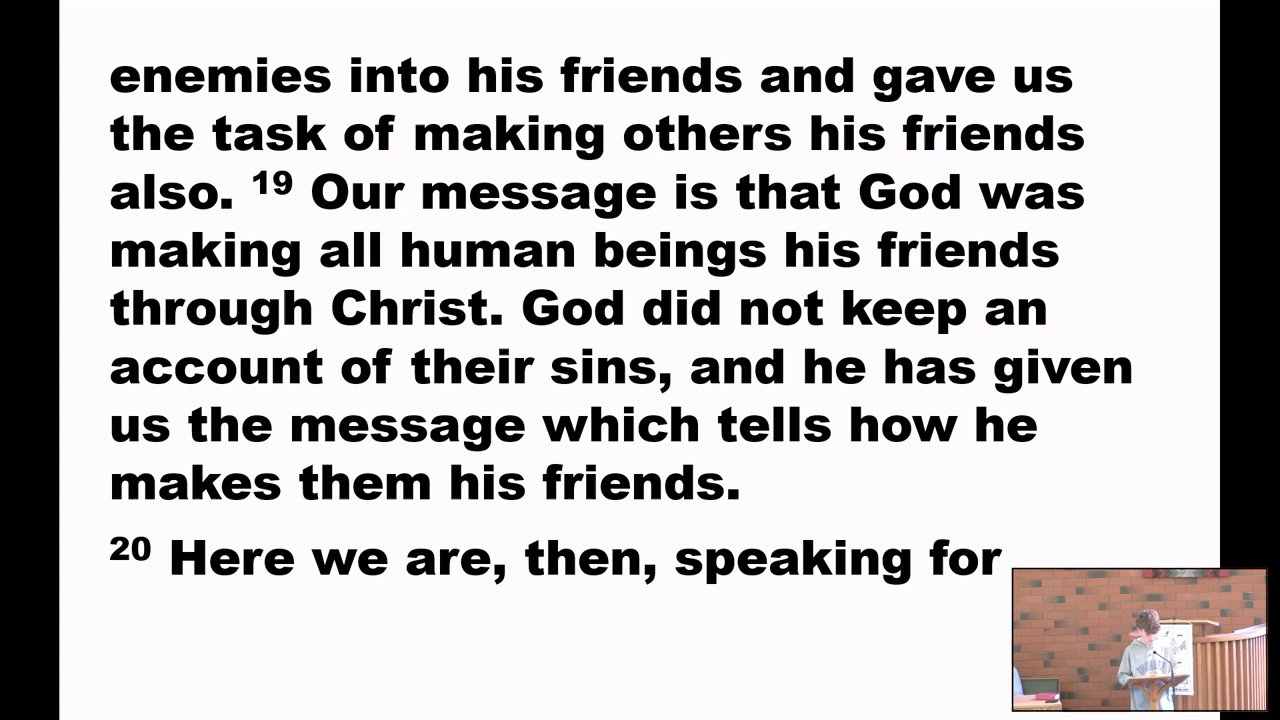 enemies into his friends and gave us
the task of making others his friends
also. 19 Our message is that God was
making all human beings his friends
through Christ. God did not keep an
account of their sins, and he has given
us the message which tells how he
makes them his friends.
20 Here we are, then, speaking for